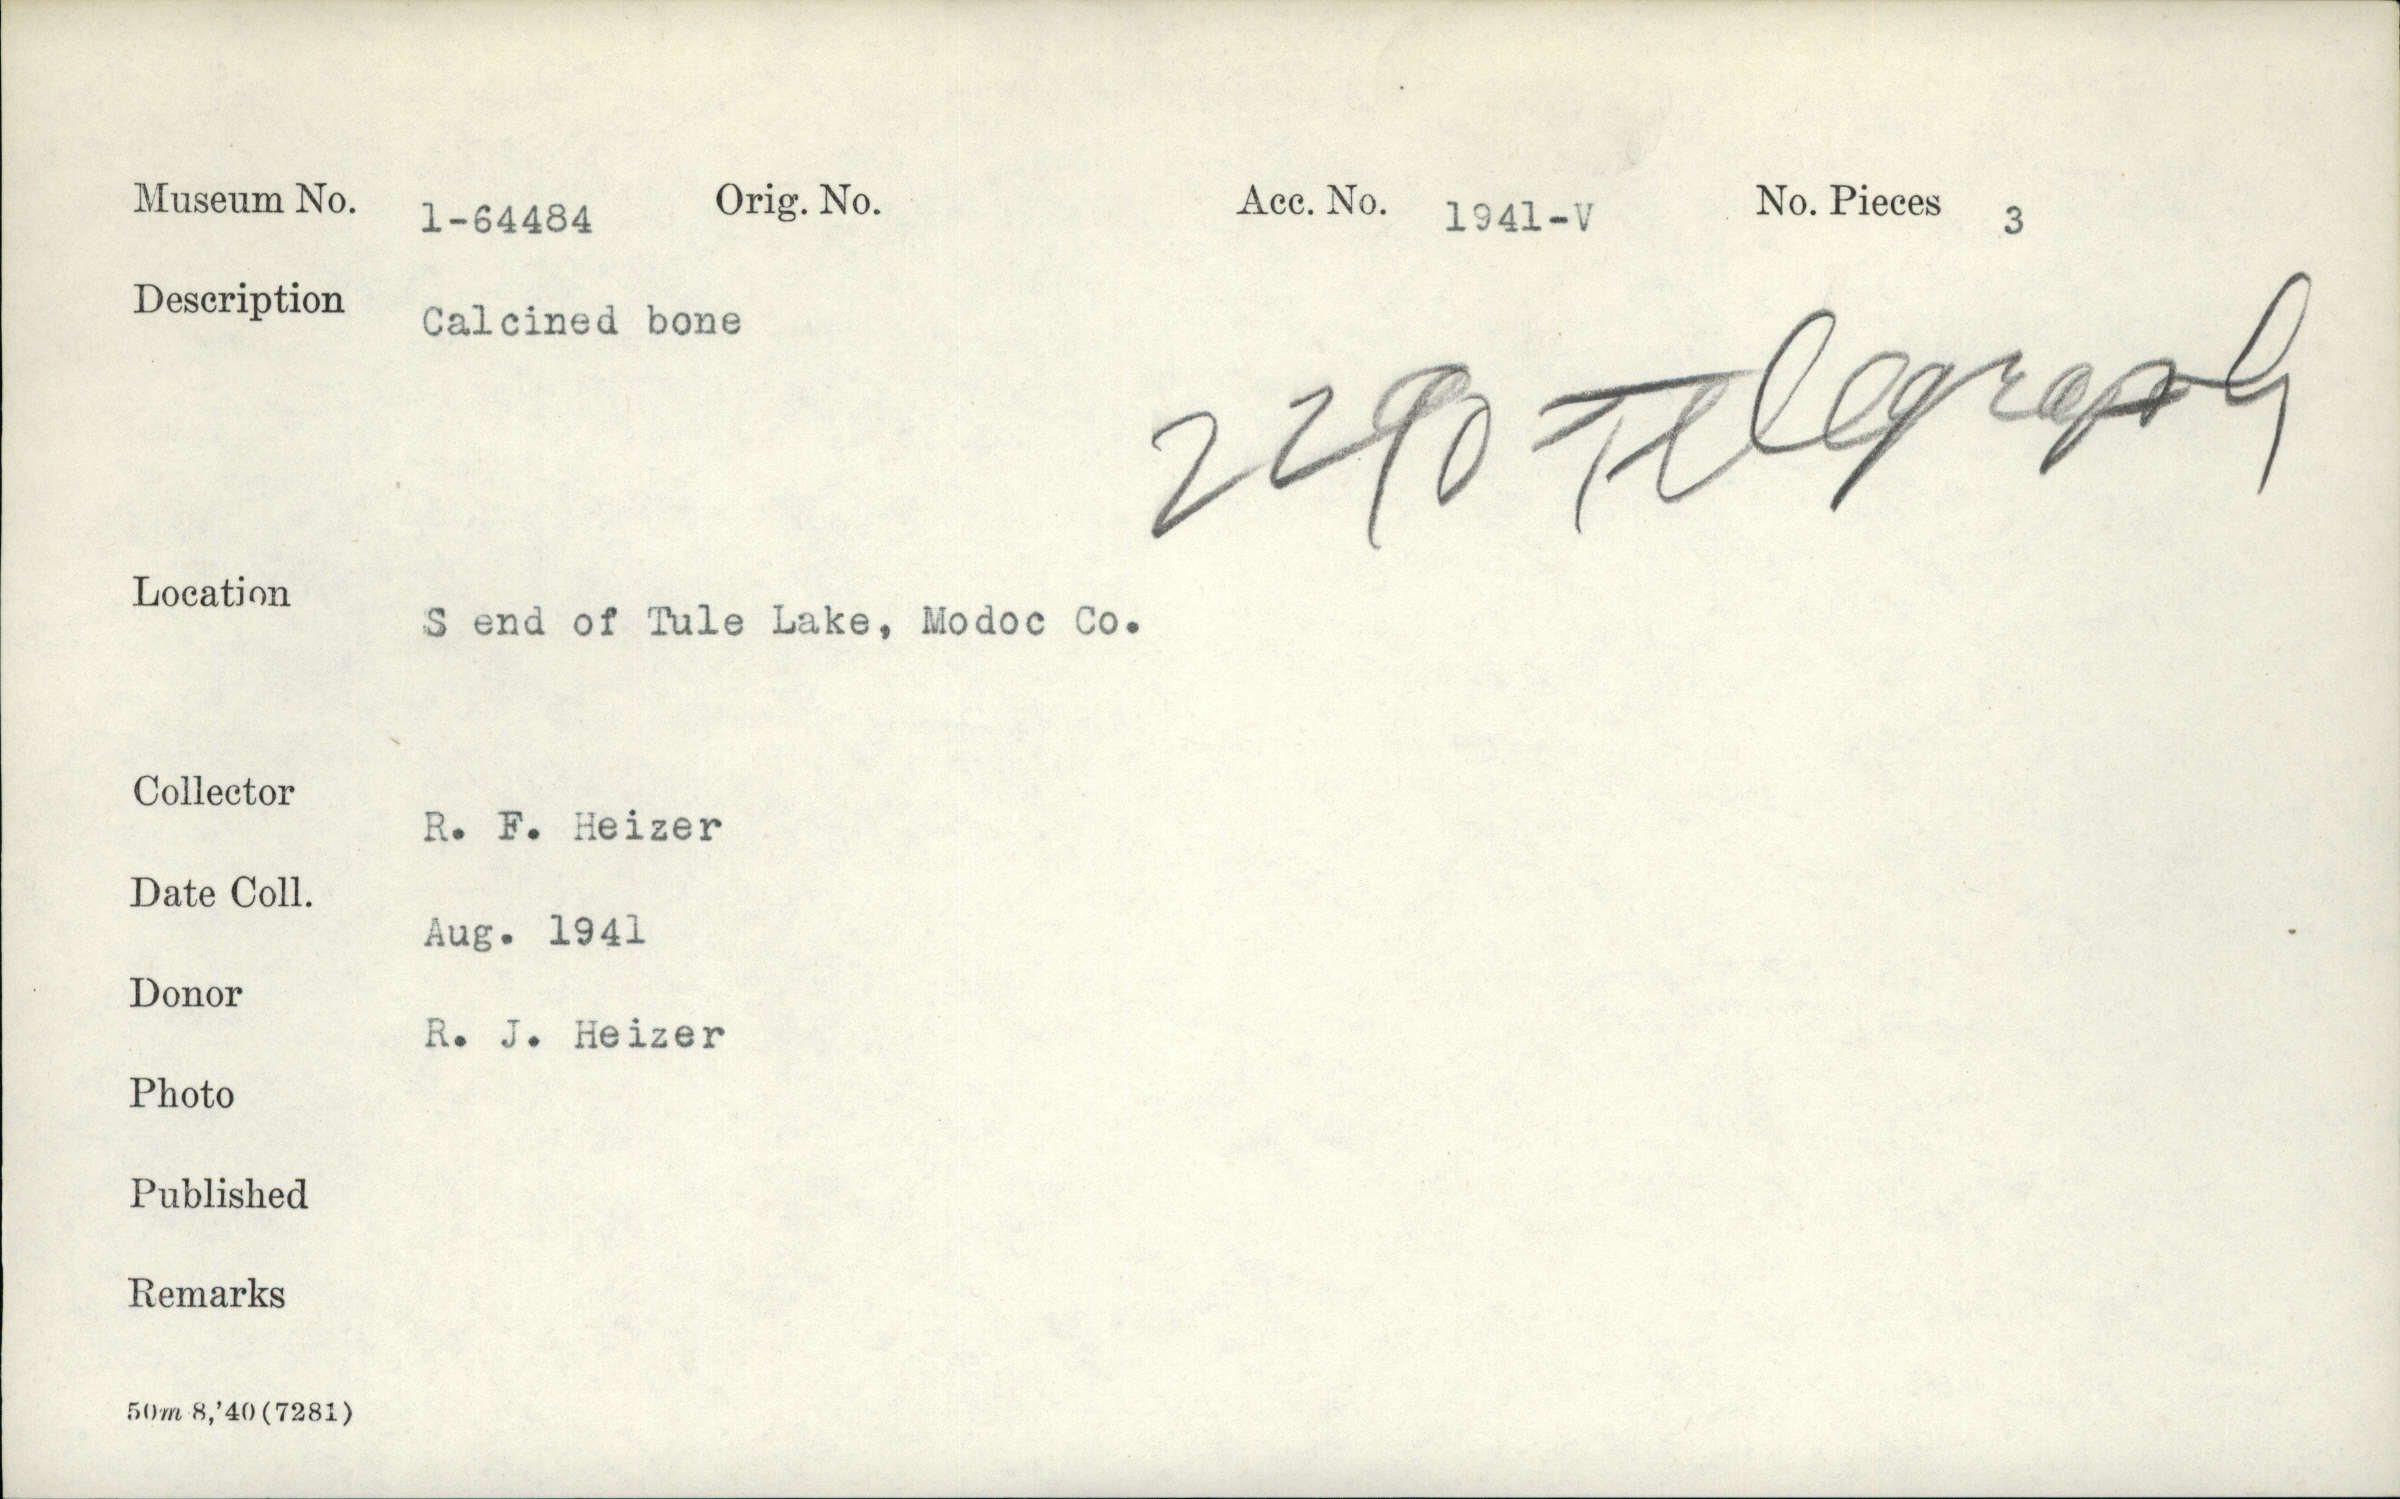 Museum No. 1-64484 Orig. No. Acc. No. 1941-V No. Pieces 3
Description Calcined bone
2290 Telegraph
Location S end of Tule Lake, Modoc Co.
Collector R. F. Heizer
Date Coll. Aug. 1941
Donor R. J. Heizer
Photo
Published
Remarks
50m 8,'40(7281)